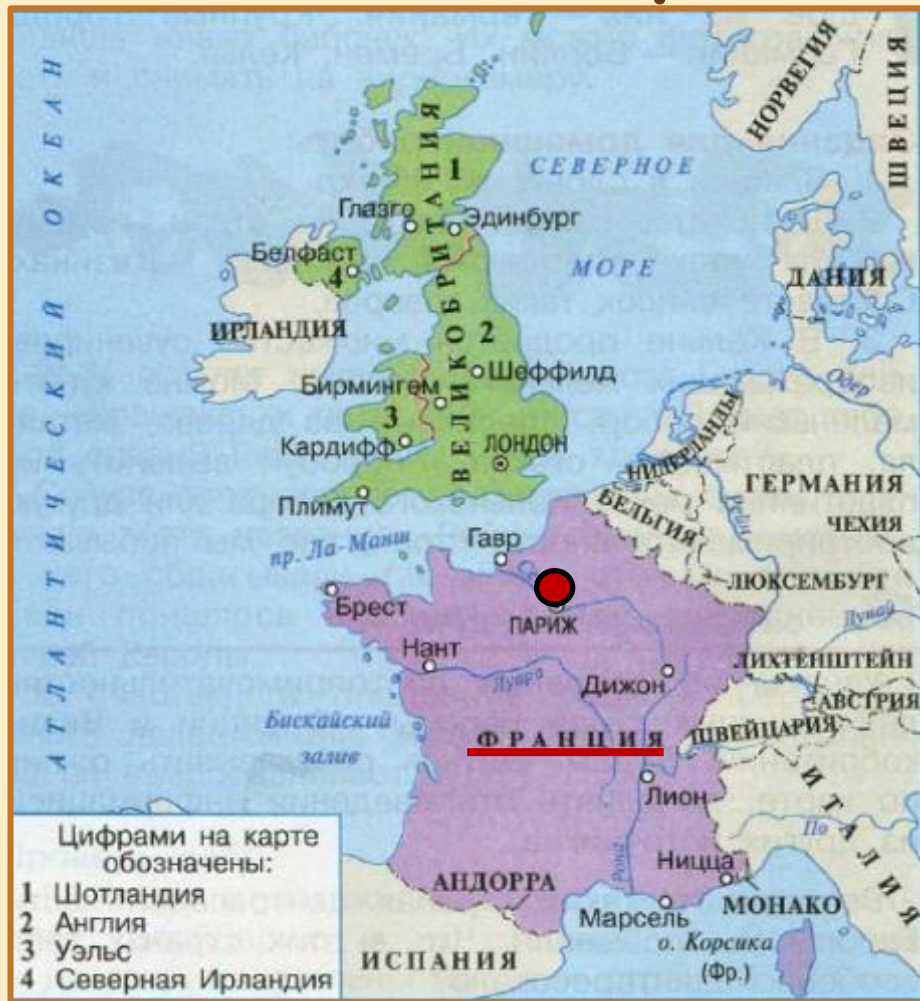 АТЛАНТИЧЕСКИЙ ОКЕАН
НОРВЕГИЯ
ШВЕЦИЯ
СЕВЕРНОЕ
МОРЕ
ВЕЛИКОБРИТАНИЯ
1
Глазго
Эдинбург
Белфаст
4
ДАНИЯ
ИРЛАНДИЯ
2
Шеффилд
Бирмингем
Одер
3
Кардифф
ЛОНДОН
НИДЕРЛАНДЫ
Плимут
БЕЛЬГИЯ
Рейн
ГЕРМАНИЯ
ЧЕХИЯ
пр. Ла-Манш
Гавр
ЛЮКСЕМБУРГ
Брест
ПАРИЖ
Дунай
Нант
Луара
Дижон
ЛИХТЕНШТЕЙН
АВСТРИЯ
Бискайский
залив
ФРАНЦИЯ
ШВЕЙЦАРИЯ
ИТАЛИЯ
Лион
По
Рона
Ницца
АНДОРРА
Марсель
МОНАКО
о. Корсика
(Фр.)
ИСПАНИЯ
Цифрами на карте
обозначены:
1 Шотландия
2 Англия
3 Уэльс
4 Северная Ирландия